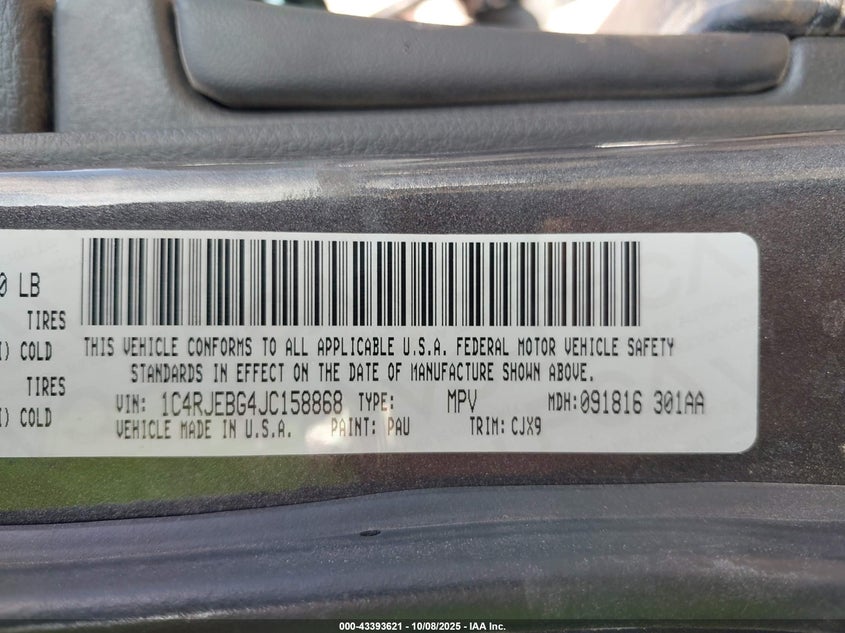 0 LB
TIRES
COLD
TIRES
COLD
THIS VEHICLE CONFORMS TO ALL APPLICABLE U.S.A. FEDERAL MOTOR VEHICLE SAFETY
STANDARDS IN EFFECT ON THE DATE OF MANUFACTURE SHOWN ABOVE.
VIN: 1C4RJEBG4JC158868 TYPE: MPV MDH: 091816 301AA
VEHICLE MADE IN U.S.A. PAINT: PAU TRIM: CJX9
000-43393621 - 10/08/2025 - IAA Inc.